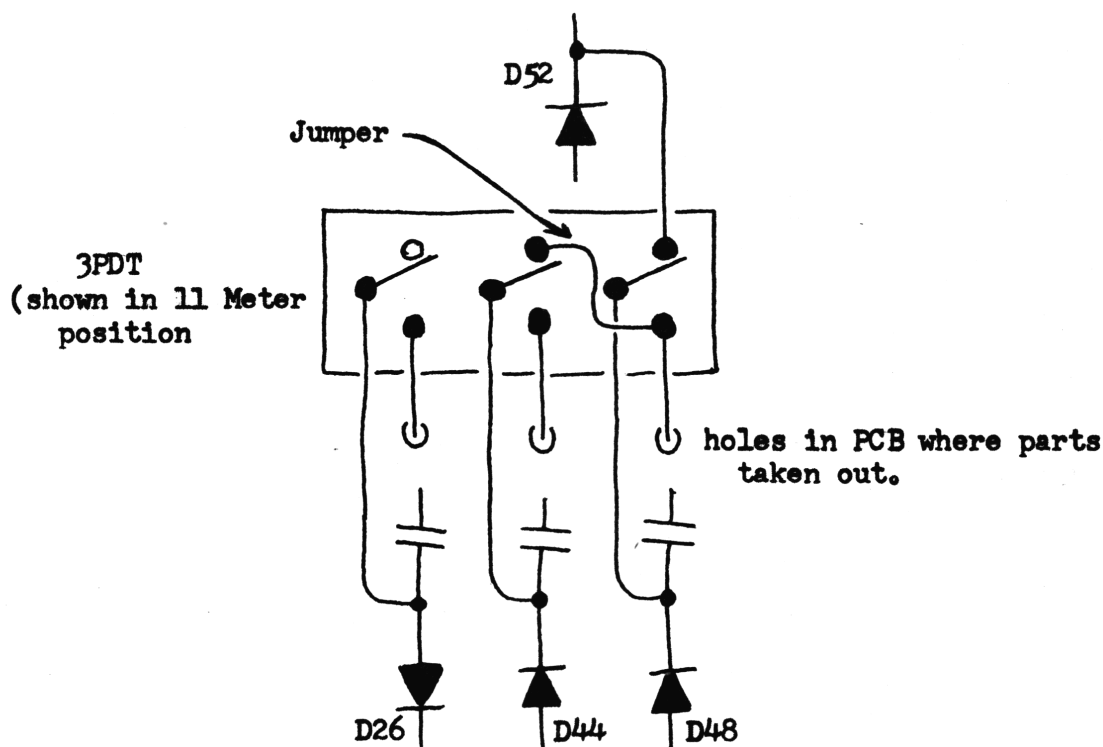 D52
Jumper
3PDT
(shown in 11 Meter
position
holes in PCB where parts
taken out.
D26
D44
D48